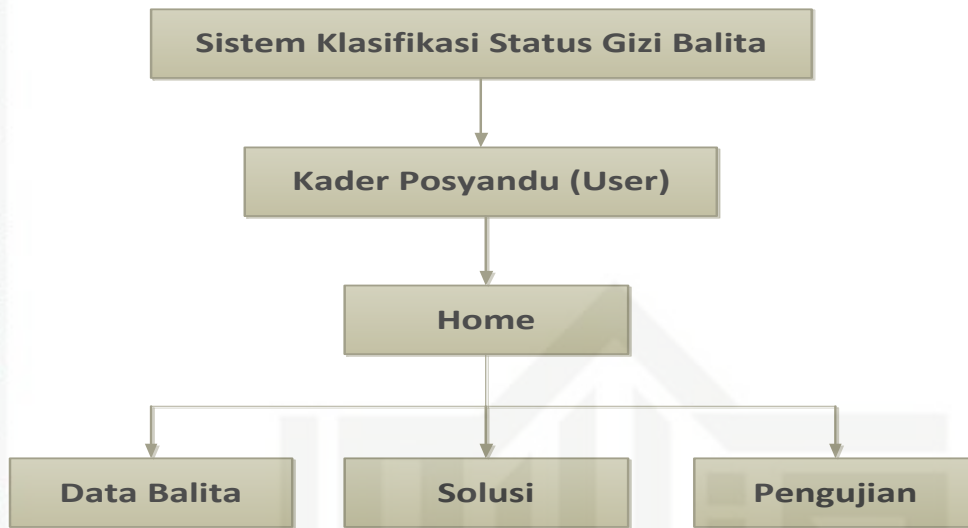 Sistem Klasifikasi Status Gizi Balita
Kader Posyandu (User)
Home
Data Balita
Solusi
Pengujian